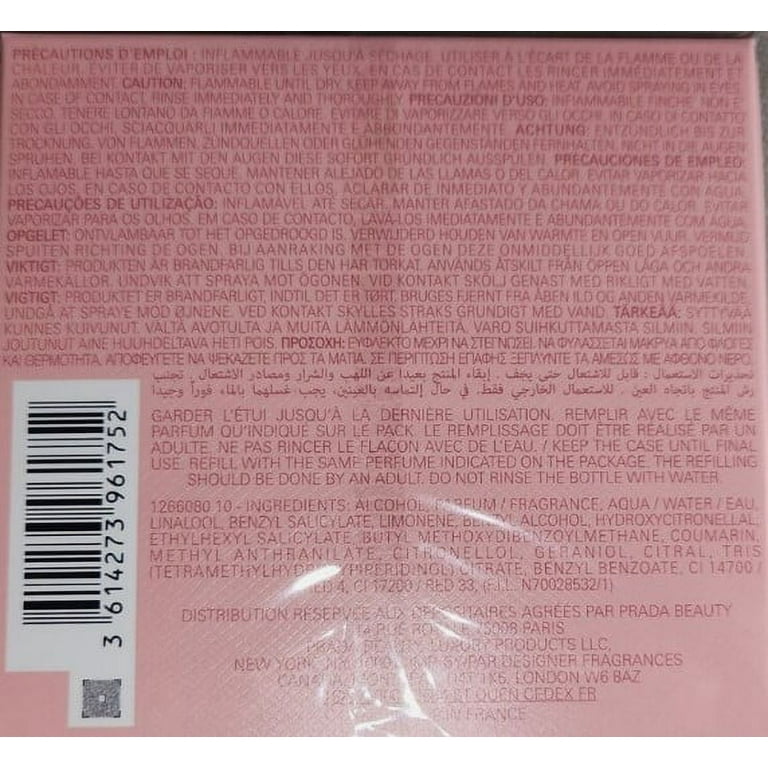 PRÉCAUTIONS D'EMPLOI : INFLAMMABLE JUSQU'À SÉCHAGE. UTILISER À L'ÉCART DE LA FLAMME OU DE LA
CHALEUR. ÉVITER DE VAPORISER VERS LES YEUX. EN CAS DE CONTACT LES RINCER IMMÉDIATEMENT ET
ABONDAMMENT. CAUTION: FLAMMABLE UNTIL DRY. KEEP AWAY FROM FLAMES AND HEAT. AVOID SPRAYING IN EYES.
IN CASE OF CONTACT, RINSE IMMEDIATELY AND THOROUGHLY. PRECAUZIONI D'USO: INFIAMMABILE FINCHÉ NON È
SECCO. TENERE LONTANO DA FIAMME O CALORE. EVITARE DI VAPORIZZARE VERSO GLI OCCHI. IN CASO DI CONTATTO
CON GLI OCCHI, SCIACQUARLI IMMEDIATAMENTE E ABBONDANTEMENTE. ACHTUNG: ENTZÜNDLICH BIS ZUR
TROCKNUNG. VON FLAMMEN, ZÜNDQUELLEN ODER GLÜHENDEN GEGENSTÄNDEN FERNHALTEN. NICHT IN DIE AUGEN
SPRÜHEN. BEI KONTAKT MIT DEN AUGEN DIESE SOFORT GRÜNDLICH AUSSPÜLEN. PRECAUCIONES DE EMPLEO:
INFLAMABLE HASTA QUE SE SEQUE. MANTENER ALEJADO DE LAS LLAMAS O DEL CALOR. EVITAR VAPORIZAR HACIA
LOS OJOS, EN CASO DE CONTACTO CON ELLOS, ACLARAR DE INMEDIATO Y ABUNDANTEMENTE CON AGUA.
PRECAUÇÕES DE UTILIZAÇÃO: INFLAMÁVEL ATÉ SECAR. MANTER AFASTADO DA CHAMA OU DO CALOR. EVITAR
VAPORIZAR PARA OS OLHOS. EM CASO DE CONTACTO, LAVÁ-LOS IMEDIATAMENTE E ABUNDANTEMENTE COM ÁGUA.
OPGELET: ONTVLAMBAAR TOT HET OPGEDROOGD IS. VERWIJDERD HOUDEN VAN WARMTE EN OPEN VUUR. VERMIJD
SPUITEN RICHTING DE OGEN. BIJ AANRAKING MET DE OGEN DEZE ONMIDDELLIJK GOED AFSPOELEN.
VIKTIGT: PRODUKTEN ÄR BRANDFARLIG TILLS DEN HAR TORKAT. ANVÄNDS ÅTSKILT FRÅN ÖPPEN LÅGA OCH ANDRA
VÄRMEKÄLLOR. UNDVIK ATT SPRAYA MOT ÖGONEN. VID KONTAKT SKÖLJ GENAST MED RIKLIGT MED VATTEN.
VIGTIGT: PRODUKTET ER BRANDFARLIGT, INDTIL DET ER TØRT. BRUGES FJERNT FRA ÅBEN ILD OG ANDEN VARMEKILDE.
UNDGÅ AT SPRAYE MOD ØJNENE. VED KONTAKT SKYLLES STRAKS GRUNDIGT MED VAND. TÄRKEÄÄ: SYTTYVÄÄ
KUNNES KUIVUNUT. VÄLTÄ AVOTULTA JA MUITA LÄMMÖNLÄHTEITÄ. VARO SUIHKUTTAMASTA SILMIIN. SILMIIN
JOUTUNUT AINE HUUHDELTAVA HETI POIS. ΠΡΟΣΟΧΗ: ΕΥΦΛΕΚΤΟ ΜΕΧΡΙ ΝΑ ΣΤΕΓΝΩΣΕΙ. ΝΑ ΦΥΛΑΣΣΕΤΑΙ ΜΑΚΡΥΑ ΑΠΟ ΦΛΟΓΕΣ
ΚΑΙ ΘΕΡΜΟΤΗΤΑ. ΑΠΟΦΕΥΓΕΤΕ ΝΑ ΨΕΚΑΖΕΤΕ ΠΡΟΣ ΤΑ ΜΑΤΙΑ. ΣΕ ΠΕΡΙΠΤΩΣΗ ΕΠΑΦΗΣ ΞΕΠΛΥΝΤΕ ΤΑ ΑΜΕΣΩΣ ΜΕ ΑΦΘΟΝΟ ΝΕΡΟ.
تحذيرات الاستعمال : قابل للاشتعال حتى يجف . إبقاء المنتج بعيدا عن اللهب والشرار ومصادر الاشتعال . تجنب
رش المنتج باتجاه العين . للاستعمال الخارجي فقط. في حال إلتماسه بالعينين، يجب غسلهما بالماء فورا وجيدا
GARDER L'ÉTUI JUSQU'À LA DERNIÈRE UTILISATION. REMPLIR AVEC LE MÊME
PARFUM QU'INDIQUÉ SUR LE PACK. LE REMPLISSAGE DOIT ÊTRE RÉALISÉ PAR UN
ADULTE. NE PAS RINCER LE FLACON AVEC DE L'EAU. / KEEP THE CASE UNTIL FINAL
USE. REFILL WITH THE SAME PERFUME INDICATED ON THE PACKAGE. THE REFILLING
SHOULD BE DONE BY AN ADULT. DO NOT RINSE THE BOTTLE WITH WATER.
1266080 10 - INGREDIENTS: ALCOHOL, PARFUM / FRAGRANCE, AQUA / WATER / EAU,
LINALOOL, BENZYL SALICYLATE, LIMONENE, BENZYL ALCOHOL, HYDROXYCITRONELLAL,
ETHYLHEXYL SALICYLATE, BUTYL METHOXYDIBENZOYLMETHANE, COUMARIN,
METHYL ANTHRANILATE, CITRONELLOL, GERANIOL, CITRAL, TRIS
(TETRAMETHYLHYDROXYPIPERIDINOL) CITRATE, BENZYL BENZOATE, CI 14700 /
RED 4, CI 17200 / RED 33, (F.I.L. N70028532/1)
DISTRIBUTION RÉSERVÉE AUX DÉPOSITAIRES AGRÉÉS PAR PRADA BEAUTY
75008 PARIS
LUXURY PRODUCTS LLC,
NEW YORK, DESIGNER FRAGRANCES
LONDON W6 8AZ
ST OUEN CEDEX FR
IN FRANCE
3 614273 961752